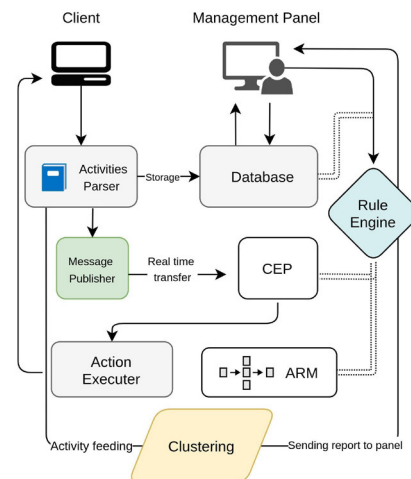 Client
Management Panel
Activities
Parser
Storage
Database
Rule
Engine
Message
Publisher
Real time
transfer
CEP
Action
Executer
ARM
Activity feeding
Clustering
Sending report to panel